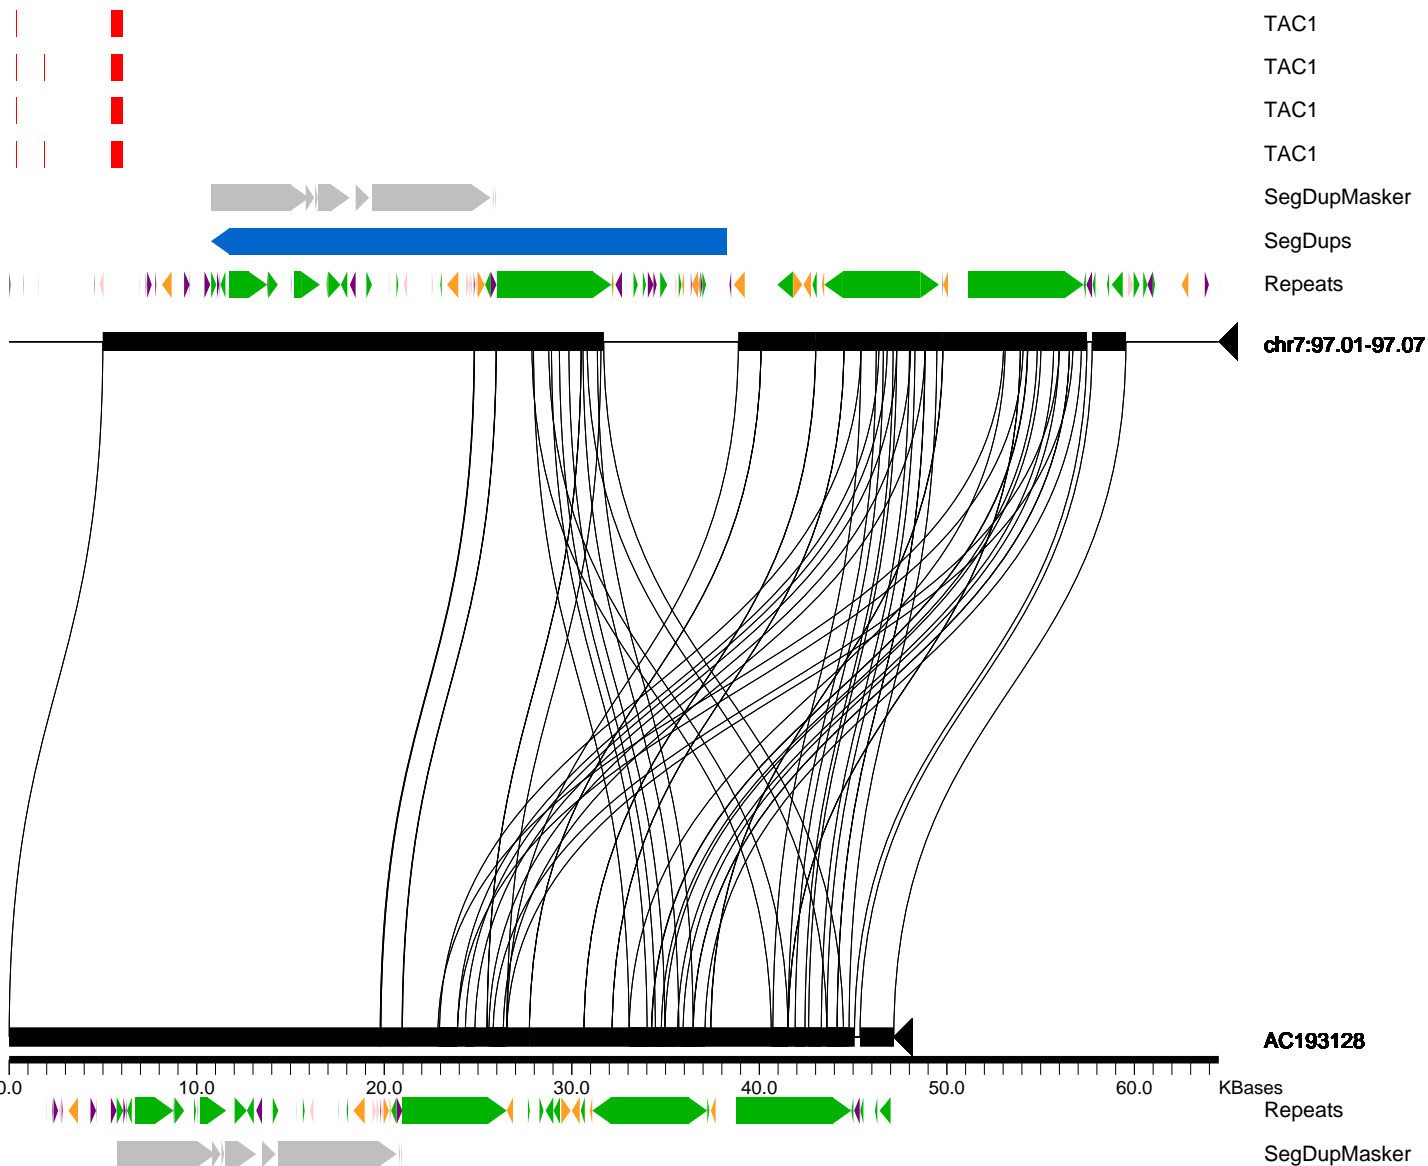 TAC1
TAC1
TAC1
TAC1
SegDupMasker
SegDups
Repeats
chr7:97.01-97.07
AC193128
0.0 10.0 20.0 30.0 40.0 50.0 60.0 KBases
Repeats
SegDupMasker